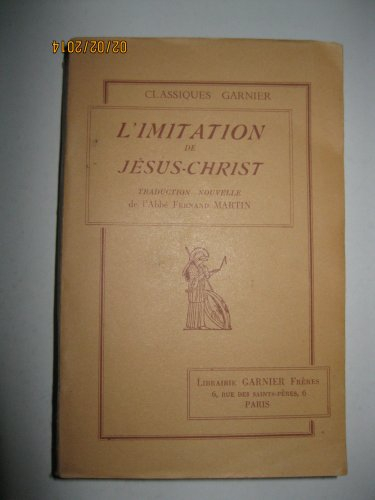 02/02/2014
CLASSIQUES GARNIER
L'IMITATION
DE
JÉSUS-CHRIST
TRADUCTION NOUVELLE
de l'Abbé FERNAND MARTIN
LIBRAIRIE GARNIER FRÈRES
6, RUE DES SAINTS-PÈRES, 6
PARIS